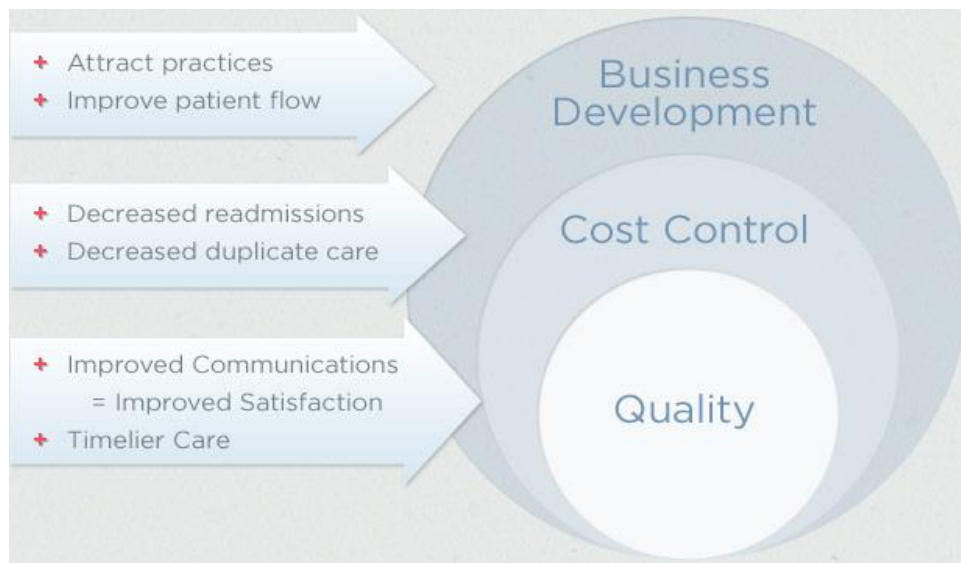 + Attract practices
+ Improve patient flow
Business
Development
+ Decreased readmissions
+ Decreased duplicate care
Cost Control
+ Improved Communications
= Improved Satisfaction
+ Timelier Care
Quality